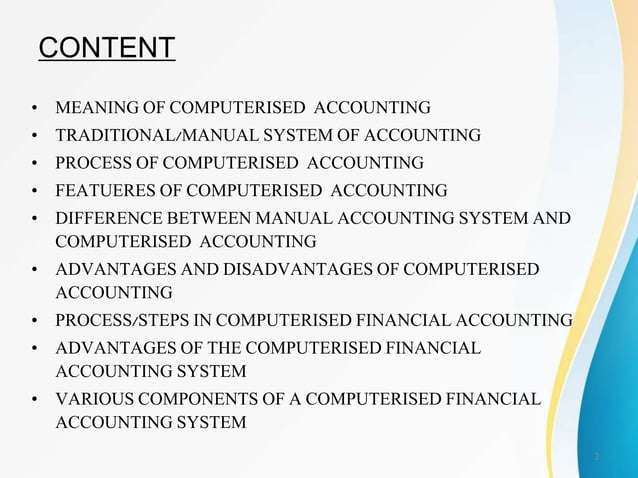 CONTENT
• MEANING OF COMPUTERISED ACCOUNTING
• TRADITIONAL/MANUAL SYSTEM OF ACCOUNTING
• PROCESS OF COMPUTERISED ACCOUNTING
• FEATUERES OF COMPUTERISED ACCOUNTING
• DIFFERENCE BETWEEN MANUAL ACCOUNTING SYSTEM AND
COMPUTERISED ACCOUNTING
• ADVANTAGES AND DISADVANTAGES OF COMPUTERISED
ACCOUNTING
• PROCESS/STEPS IN COMPUTERISED FINANCIAL ACCOUNTING
• ADVANTAGES OF THE COMPUTERISED FINANCIAL
ACCOUNTING SYSTEM
• VARIOUS COMPONENTS OF A COMPUTERISED FINANCIAL
ACCOUNTING SYSTEM